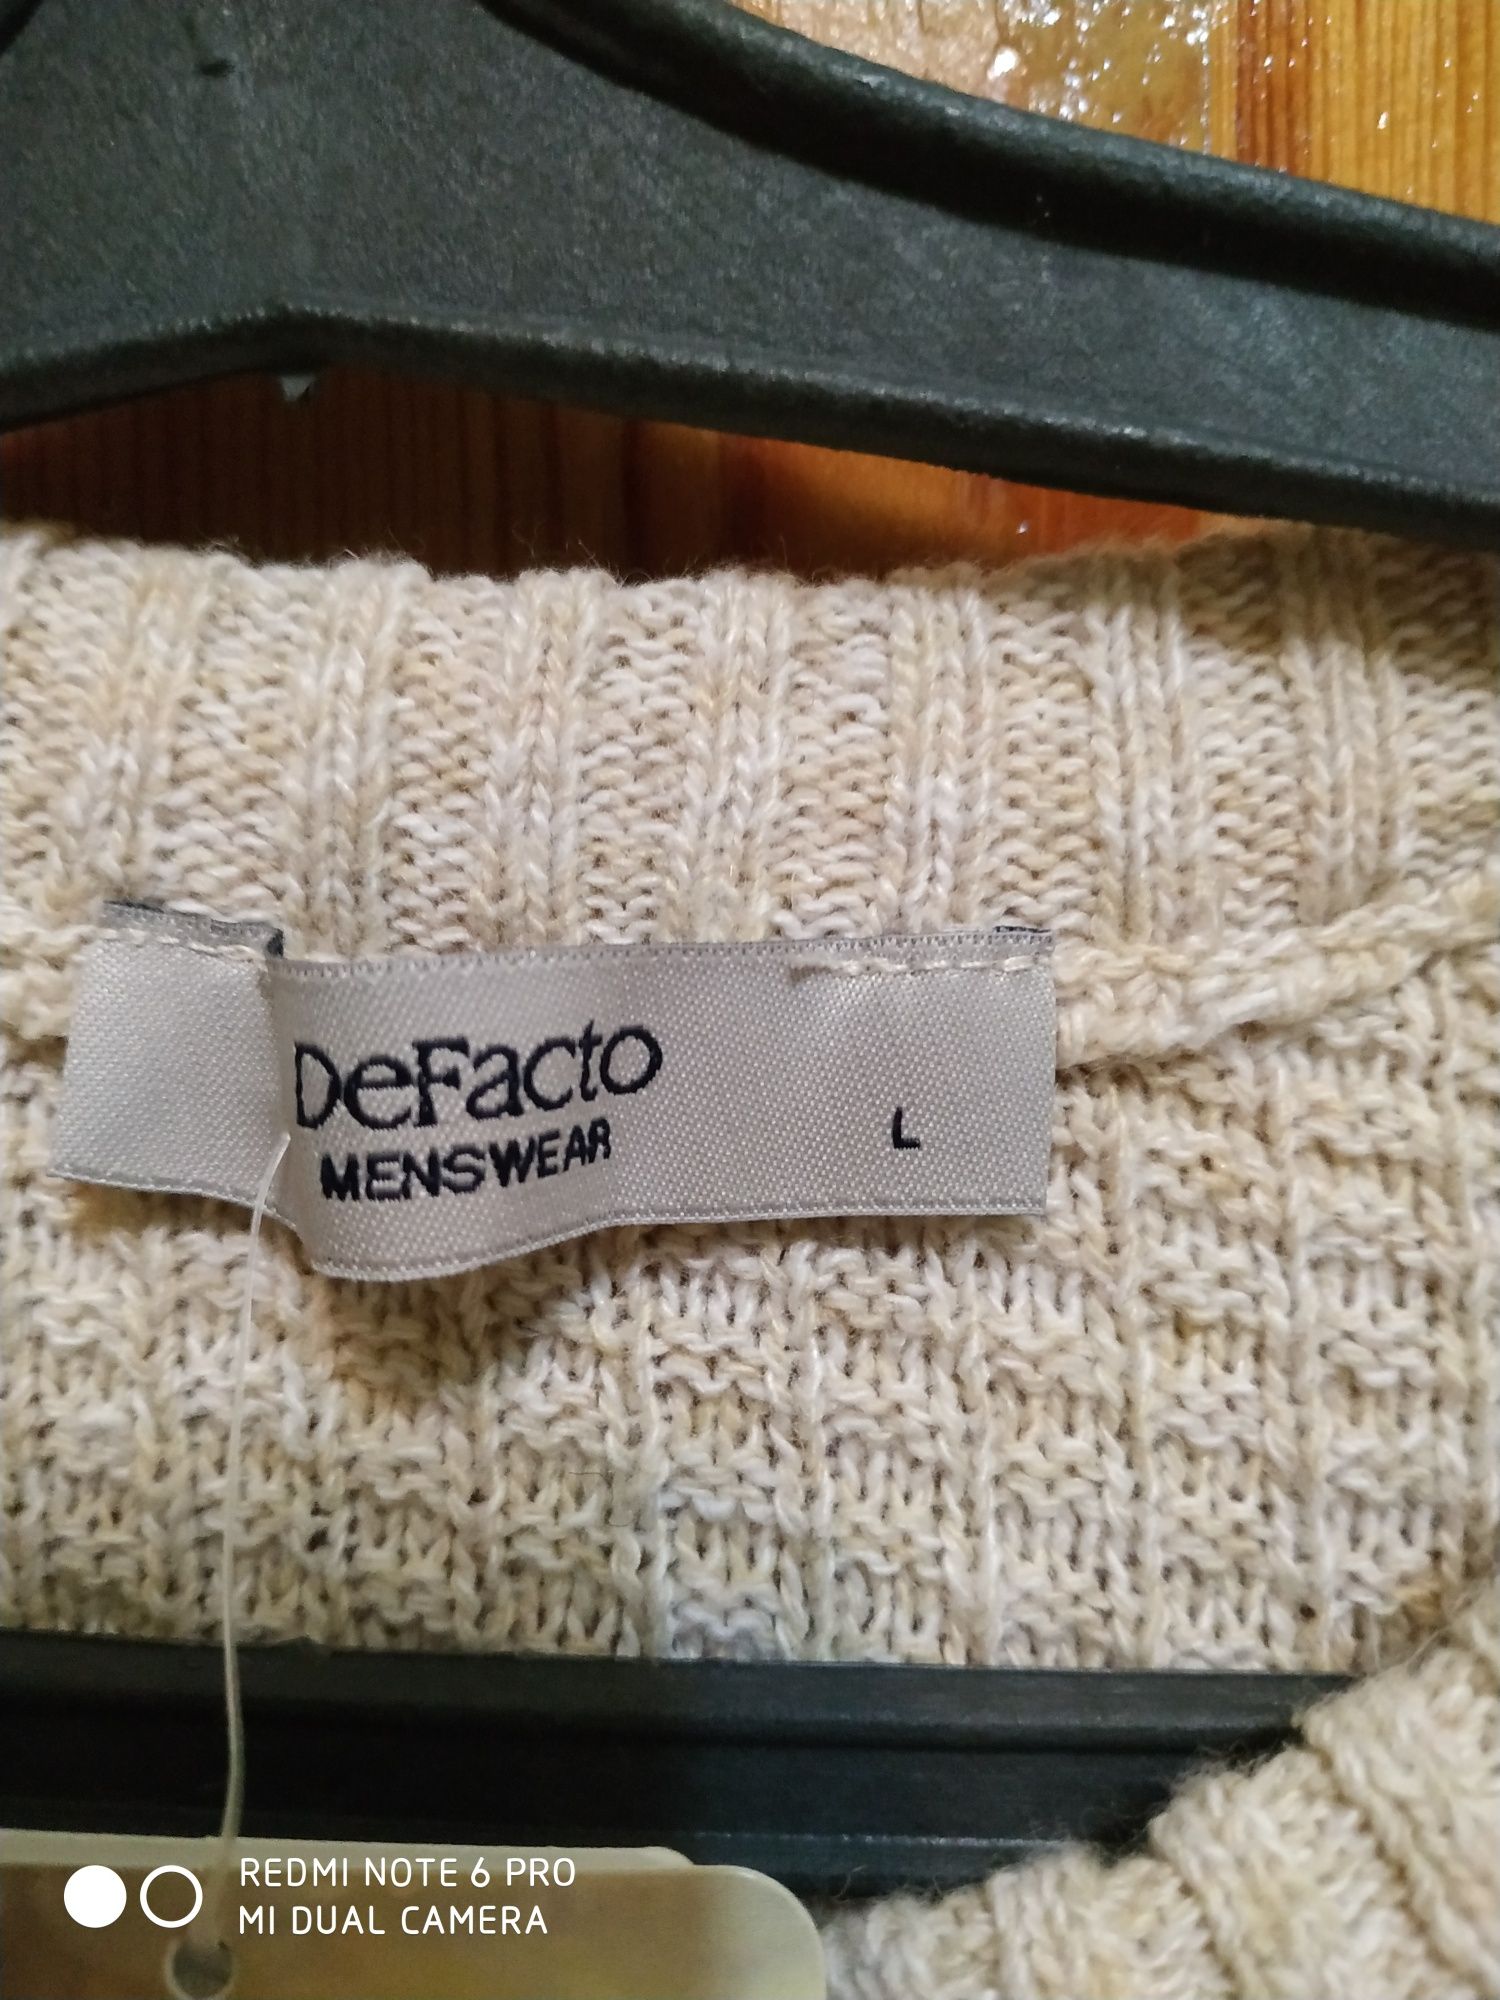 DeFacto
MENSWEAR
L
REDMI NOTE 6 PRO
MI DUAL CAMERA